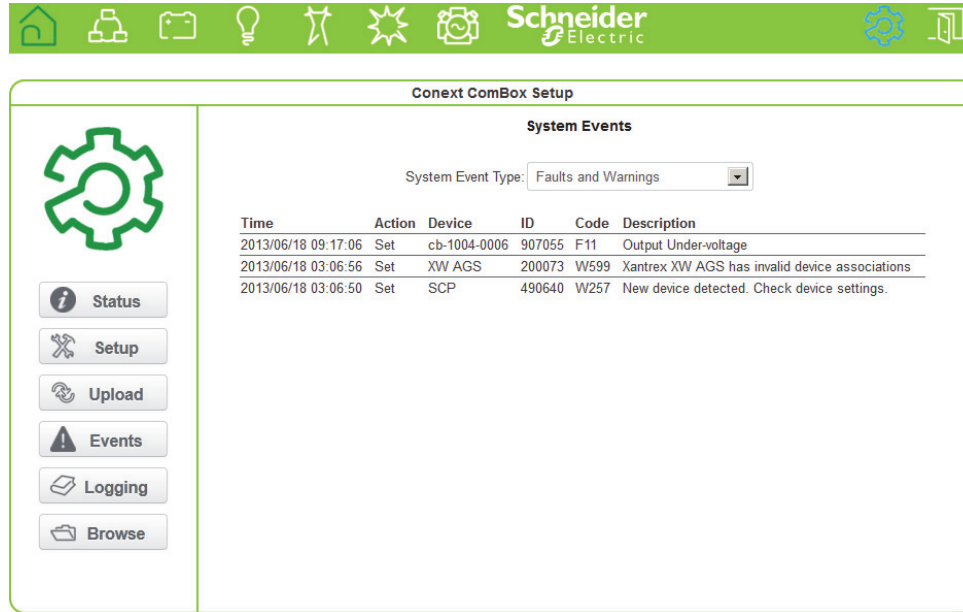 Schneider
Electric
Conext ComBox Setup
System Events
System Event Type: Faults and Warnings
Time Action Device ID Code Description
2013/06/18 09:17:06 Set cb-1004-0006 907055 F11 Output Under-voltage
2013/06/18 03:06:56 Set XW AGS 200073 W599 Xantrex XW AGS has invalid device associations
2013/06/18 03:06:50 Set SCP 490640 W257 New device detected. Check device settings.
Status
Setup
Upload
Events
Logging
Browse